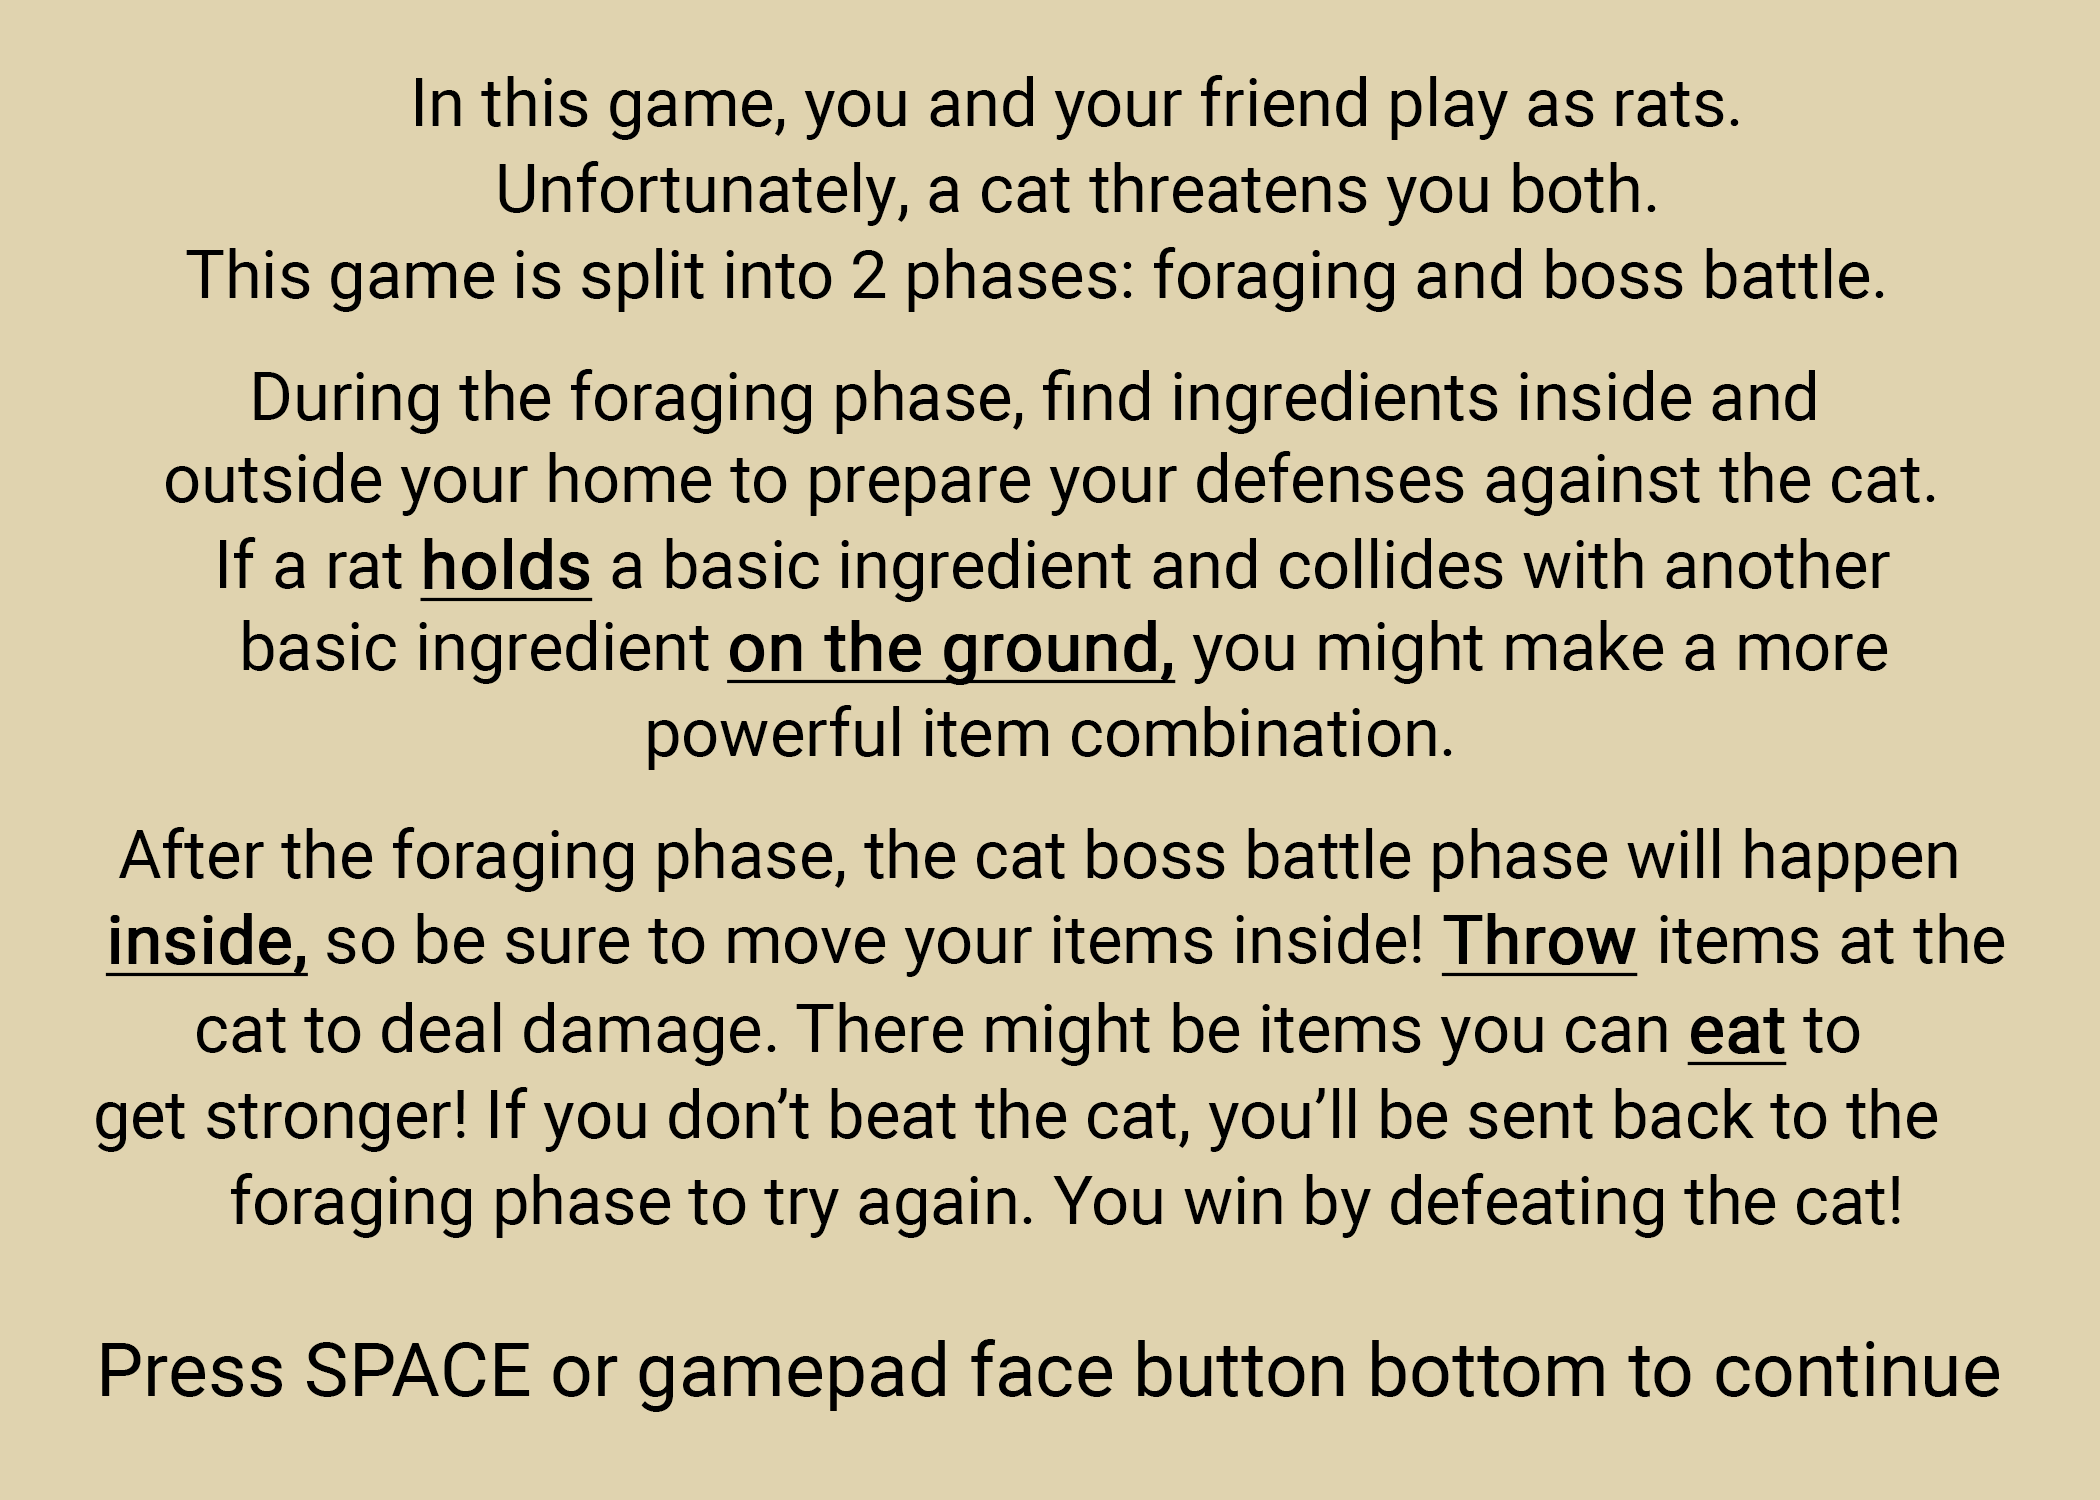 In this game, you and your friend play as rats.
Unfortunately, a cat threatens you both.
This game is split into 2 phases: foraging and boss battle.
During the foraging phase, find ingredients inside and
outside your home to prepare your defenses against the cat.
If a rat holds a basic ingredient and collides with another
basic ingredient on the ground, you might make a more
powerful item combination.
After the foraging phase, the cat boss battle phase will happen
inside, so be sure to move your items inside! Throw items at the
cat to deal damage. There might be items you can eat to
get stronger! If you don’t beat the cat, you’ll be sent back to the
foraging phase to try again. You win by defeating the cat!
Press SPACE or gamepad face button bottom to continue